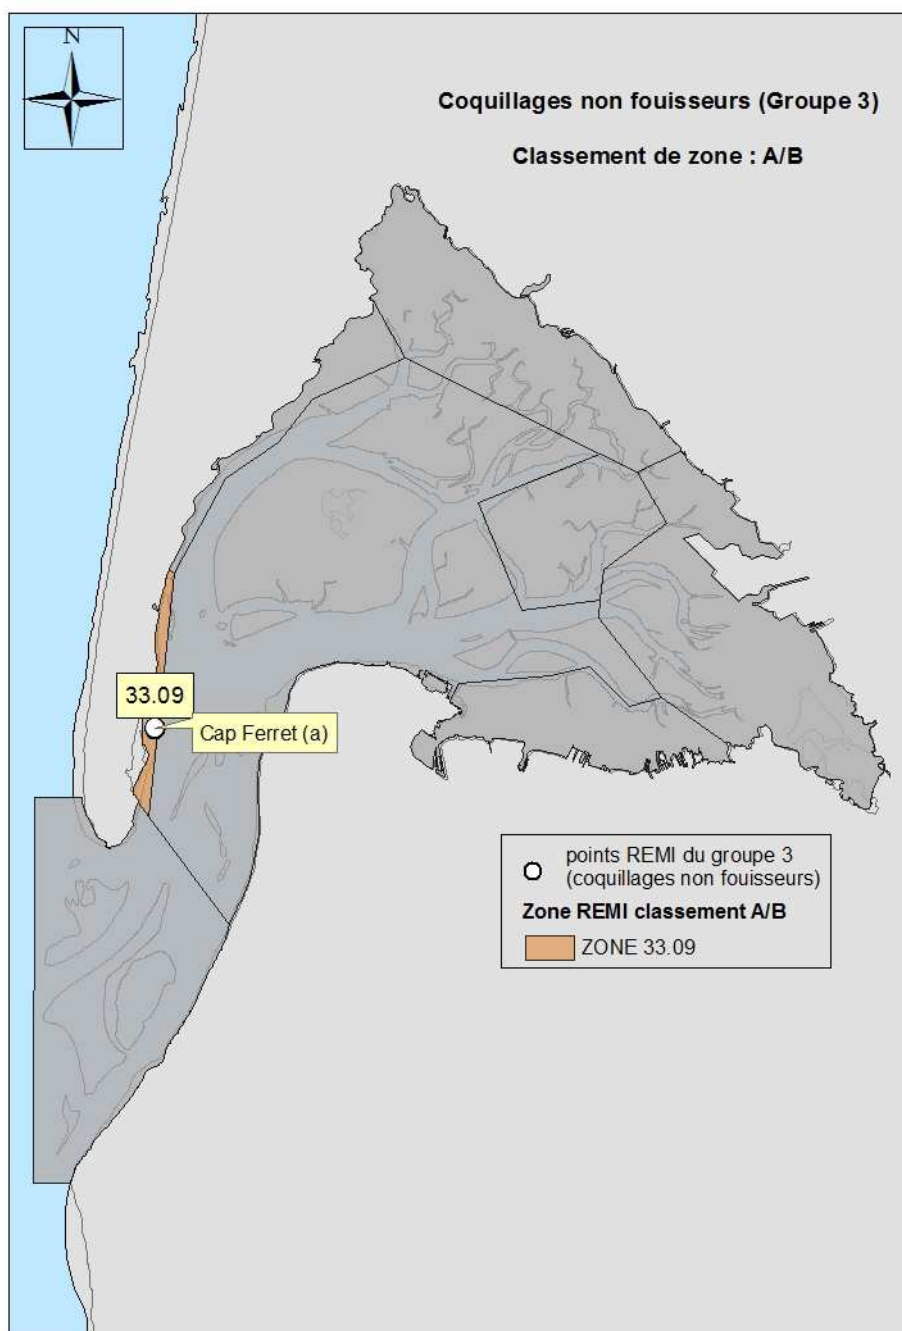 N
Coquillages non fouisseurs (Groupe 3)
Classement de zone : A/B
33.09
Cap Ferret (a)
points REMI du groupe 3
(coquillages non fouisseurs)
Zone REMI classement A/B
ZONE 33.09